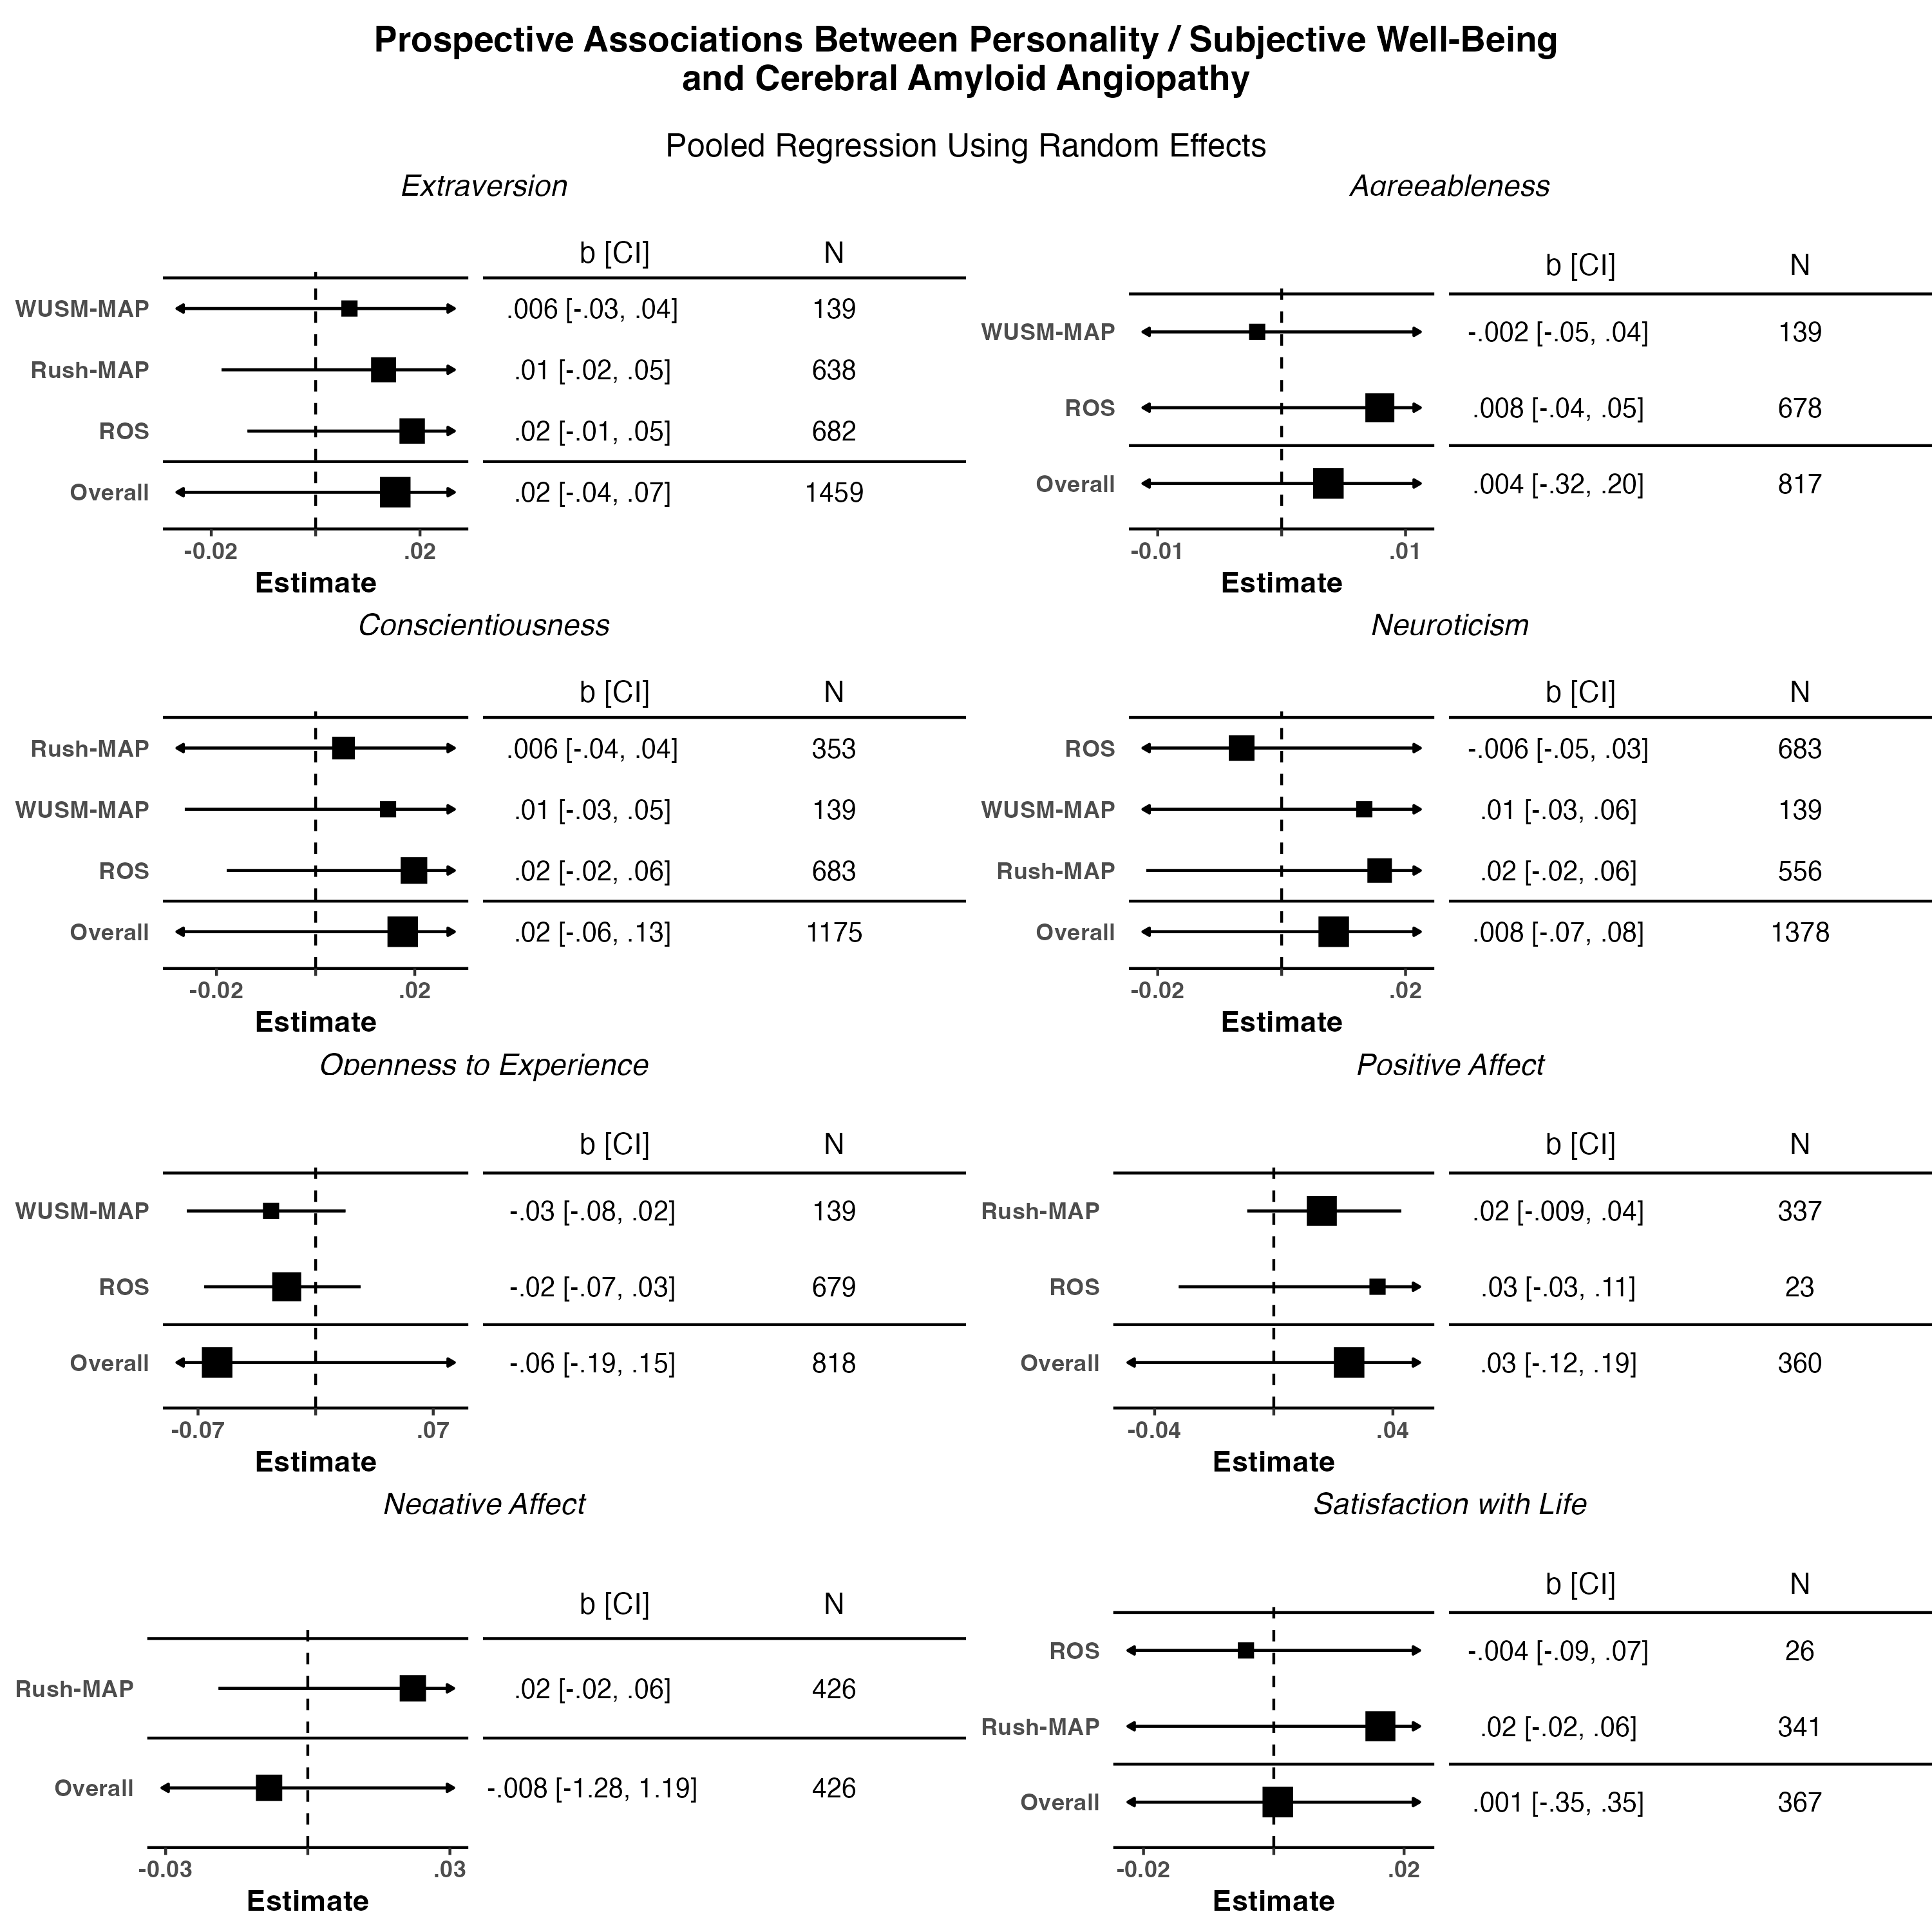 Prospective Associations Between Personality / Subjective Well-Being
and Cerebral Amyloid Angiopathy
Pooled Regression Using Random Effects
Extraversion
b [CI] N
WUSM-MAP .006 [-.03, .04] 139
Rush-MAP .01 [-.02, .05] 638
ROS .02 [-.01, .05] 682
Overall .02 [-.04, .07] 1459
-0.02 .02
Estimate
Agreeableness
b [CI] N
WUSM-MAP -.002 [-.05, .04] 139
ROS .008 [-.04, .05] 678
Overall .004 [-.32, .20] 817
-0.01 .01
Estimate
Conscientiousness
b [CI] N
Rush-MAP .006 [-.04, .04] 353
WUSM-MAP .01 [-.03, .05] 139
ROS .02 [-.02, .06] 683
Overall .02 [-.06, .13] 1175
-0.02 .02
Estimate
Neuroticism
b [CI] N
ROS -.006 [-.05, .03] 683
WUSM-MAP .01 [-.03, .06] 139
Rush-MAP .02 [-.02, .06] 556
Overall .008 [-.07, .08] 1378
-0.02 .02
Estimate
Openness to Experience
b [CI] N
WUSM-MAP -.03 [-.08, .02] 139
ROS -.02 [-.07, .03] 679
Overall -.06 [-.19, .15] 818
-0.07 .07
Estimate
Positive Affect
b [CI] N
Rush-MAP .02 [-.009, .04] 337
ROS .03 [-.03, .11] 23
Overall .03 [-.12, .19] 360
-0.04 .04
Estimate
Negative Affect
b [CI] N
Rush-MAP .02 [-.02, .06] 426
Overall -.008 [-1.28, 1.19] 426
-0.03 .03
Estimate
Satisfaction with Life
b [CI] N
ROS -.004 [-.09, .07] 26
Rush-MAP .02 [-.02, .06] 341
Overall .001 [-.35, .35] 367
-0.02 .02
Estimate